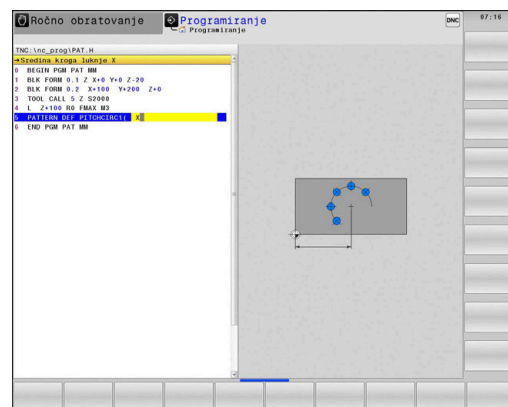 Ročno obratovanje
Programiranje
Programiranje
DNC
07:16
TNC:\nc_prog\PAT.H
→Sredina kroga luknje X
0 BEGIN PGM PAT MM
1 BLK FORM 0.1 Z X+0 Y+0 Z-20
2 BLK FORM 0.2 X+100 Y+200 Z+0
3 TOOL CALL 5 Z S2000
4 L Z+100 R0 FMAX M3
5 PATTERN DEF PITCHCIRC1( X
6 END PGM PAT MM